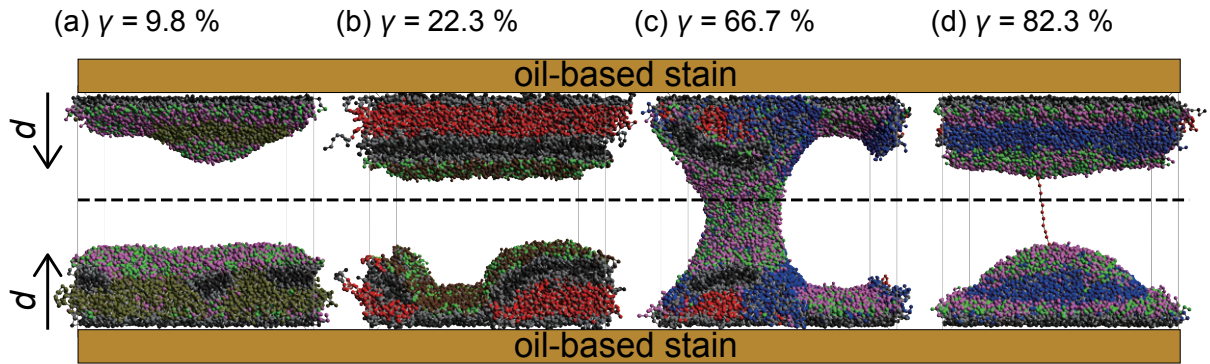 (a) γ = 9.8 % (b) γ = 22.3 % (c) γ = 66.7 % (d) γ = 82.3 %
oil-based stain
d
d
oil-based stain